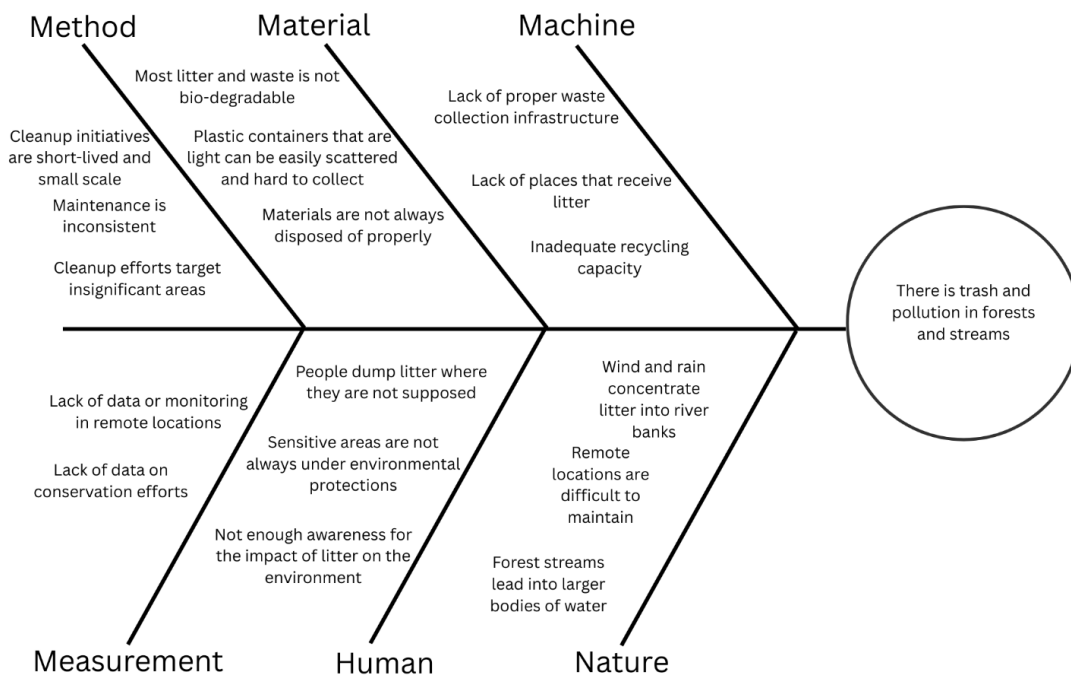 Method
Material
Machine
Most litter and waste is not
bio-degradable
Cleanup initiatives
are short-lived and
small scale
Plastic containers that are
light can be easily scattered
and hard to collect
Lack of proper waste
collection infrastructure
Maintenance is
inconsistent
Materials are not always
disposed of properly
Lack of places that receive
litter
Cleanup efforts target
insignificant areas
Inadequate recycling
capacity
There is trash and
pollution in forests
and streams
Lack of data or monitoring
in remote locations
Lack of data on
conservation efforts
People dump litter where
they are not supposed
Sensitive areas are not
always under environmental
protections
Not enough awareness for
the impact of litter on the
environment
Wind and rain
concentrate
litter into river
banks
Remote
locations are
difficult to
maintain
Forest streams
lead into larger
bodies of water
Measurement
Human
Nature